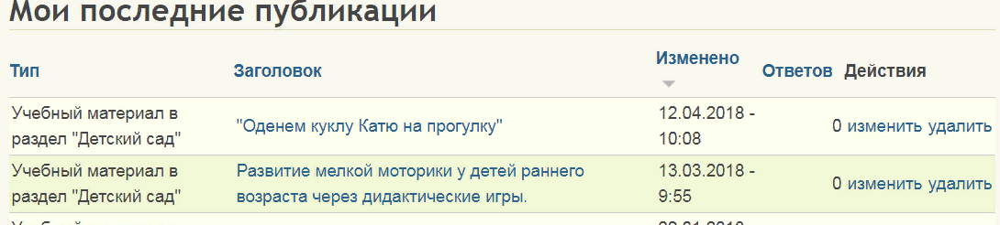 Мои последние публикации
Тип Заголовок Изменено Ответов Действия
Учебный материал в раздел "Детский сад" "Оденем куклу Катю на прогулку" 12.04.2018 - 10:08 0 изменить удалить
Учебный материал в раздел "Детский сад" Развитие мелкой моторики у детей раннего возраста через дидактические игры. 13.03.2018 - 9:55 0 изменить удалить